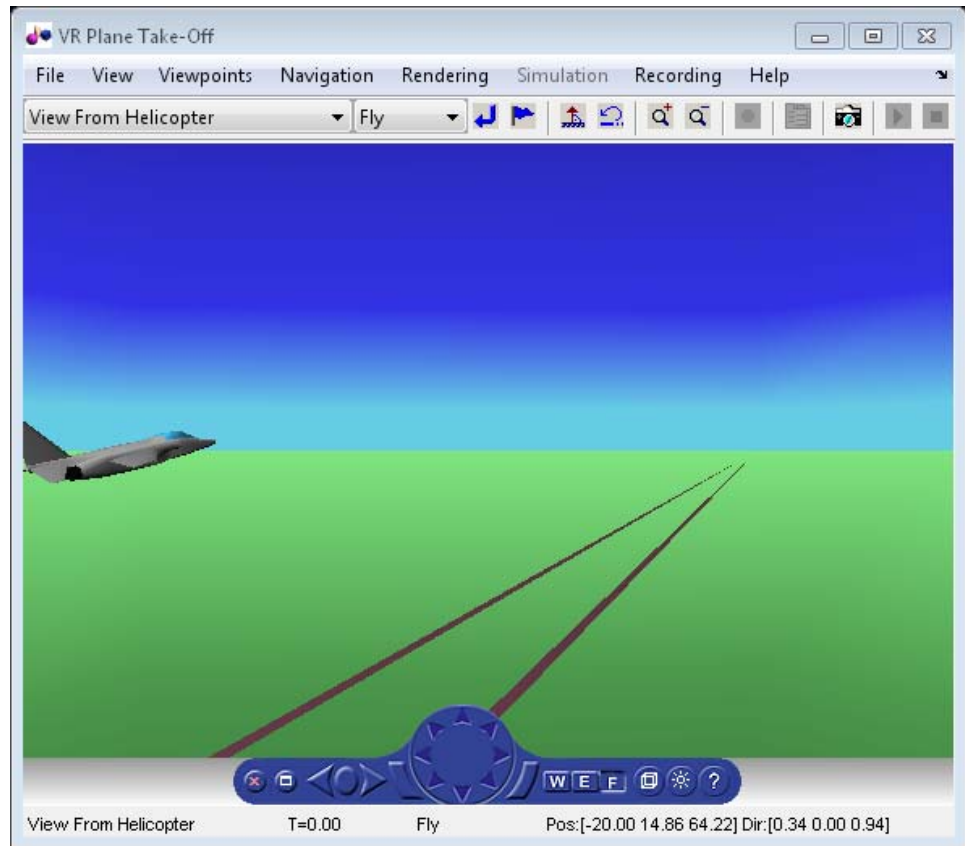 VR Plane Take-Off
File View Viewpoints Navigation Rendering Simulation Recording Help
View From Helicopter Fly
W E F ?
View From Helicopter T=0.00 Fly Pos:[-20.00 14.86 64.22] Dir:[0.34 0.00 0.94]